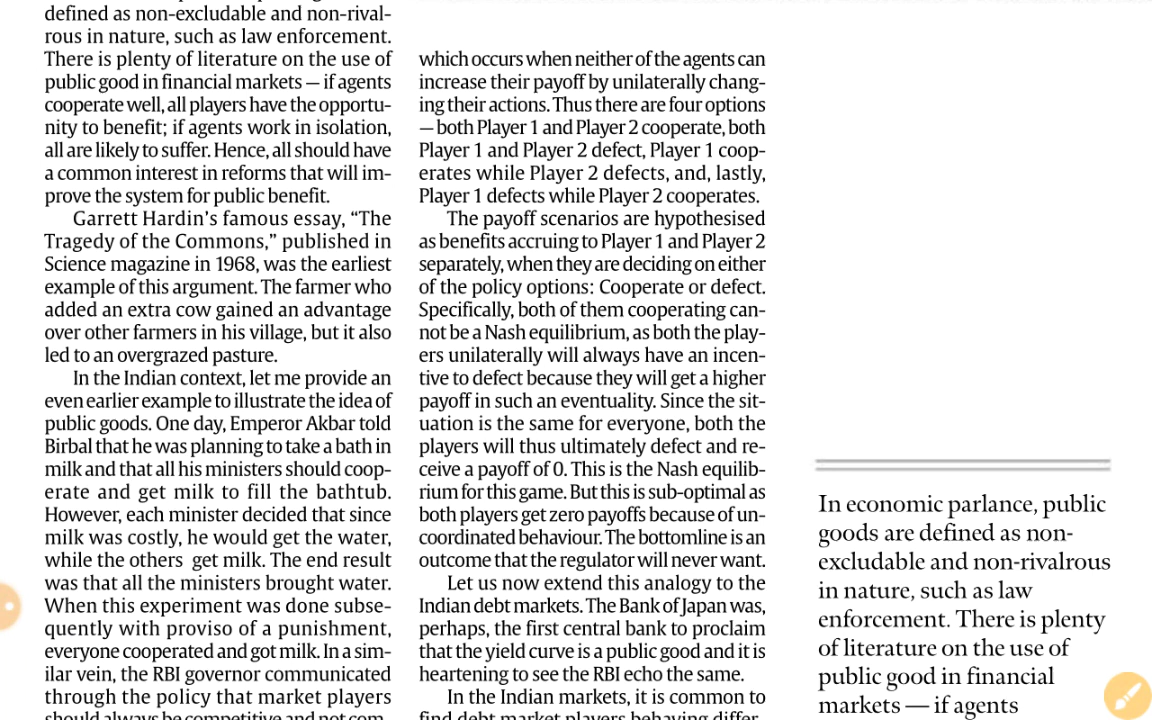 defined as non-excludable and non-rival-
rous in nature, such as law enforcement.
There is plenty of literature on the use of
public good in financial markets — if agents
cooperate well, all players have the opportu-
nity to benefit; if agents work in isolation,
all are likely to suffer. Hence, all should have
a common interest in reforms that will im-
prove the system for public benefit.
Garrett Hardin's famous essay, “The
Tragedy of the Commons,” published in
Science magazine in 1968, was the earliest
example of this argument. The farmer who
added an extra cow gained an advantage
over other farmers in his village, but it also
led to an overgrazed pasture.
In the Indian context, let me provide an
even earlier example to illustrate the idea of
public goods. One day, Emperor Akbar told
Birbal that he was planning to take a bath in
milk and that all his ministers should coop-
erate and get milk to fill the bathtub.
However, each minister decided that since
milk was costly, he would get the water,
while the others get milk. The end result
was that all the ministers brought water.
When this experiment was done subse-
quently with proviso of a punishment,
everyone cooperated and got milk. In a sim-
ilar vein, the RBI governor communicated
through the policy that market players
should always be competitive and not com-
which occurs when neither of the agents can
increase their payoff by unilaterally chang-
ing their actions. Thus there are four options
— both Player 1 and Player 2 cooperate, both
Player 1 and Player 2 defect, Player 1 coop-
erates while Player 2 defects, and, lastly,
Player 1 defects while Player 2 cooperates.
The payoff scenarios are hypothesised
as benefits accruing to Player 1 and Player 2
separately, when they are deciding on either
of the policy options: Cooperate or defect.
Specifically, both of them cooperating can-
not be a Nash equilibrium, as both the play-
ers unilaterally will always have an incen-
tive to defect because they will get a higher
payoff in such an eventuality. Since the sit-
uation is the same for everyone, both the
players will thus ultimately defect and re-
ceive a payoff of 0. This is the Nash equilib-
rium for this game. But this is sub-optimal as
both players get zero payoffs because of un-
coordinated behaviour. The bottomline is an
outcome that the regulator will never want.
Let us now extend this analogy to the
Indian debt markets. The Bank of Japan was,
perhaps, the first central bank to proclaim
that the yield curve is a public good and it is
heartening to see the RBI echo the same.
In the Indian markets, it is common to
find debt market players behaving differ-
In economic parlance, public
goods are defined as non-
excludable and non-rivalrous
in nature, such as law
enforcement. There is plenty
of literature on the use of
public good in financial
markets — if agents